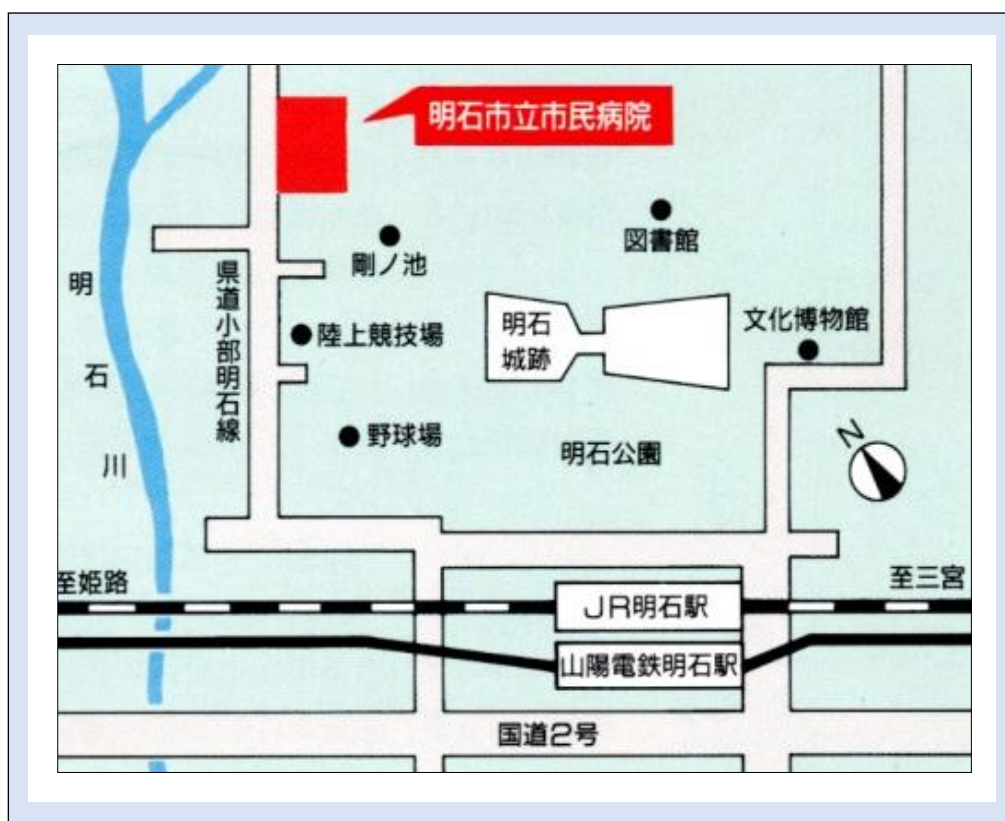 明石市立市民病院
図書館
剛ノ池
明石川
県道小部明石線
陸上競技場
明石
城跡
文化博物館
野球場
明石公園
N
至姫路
至三宮
JR明石駅
山陽電鉄明石駅
国道2号